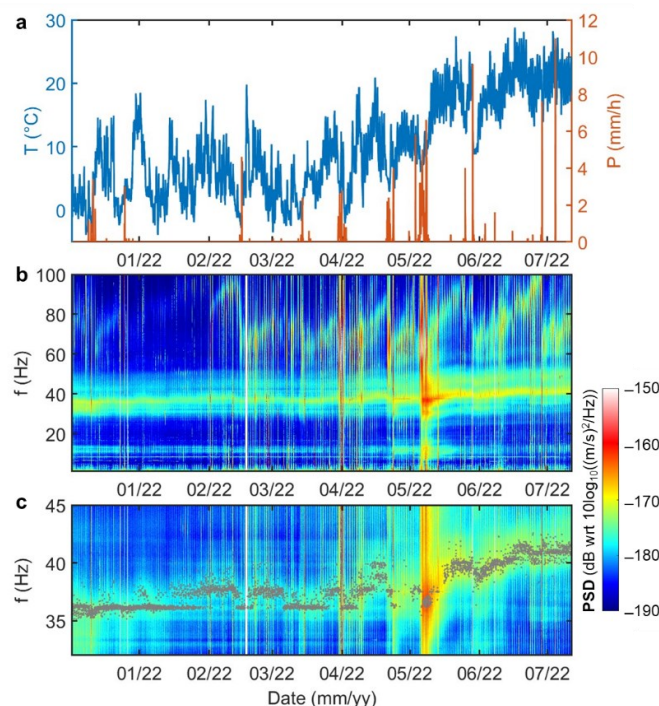 a
30
20
10
0
T (°C)
12
10
8
6
4
2
0
P (mm/h)
01/22 02/22 03/22 04/22 05/22 06/22 07/22
b
100
80
60
40
20
f (Hz)
01/22 02/22 03/22 04/22 05/22 06/22 07/22
c
45
40
35
f (Hz)
01/22 02/22 03/22 04/22 05/22 06/22 07/22
Date (mm/yy)
−150
−160
−170
−180
−190
PSD (dB wrt 10log₁₀((m/s)²/Hz))